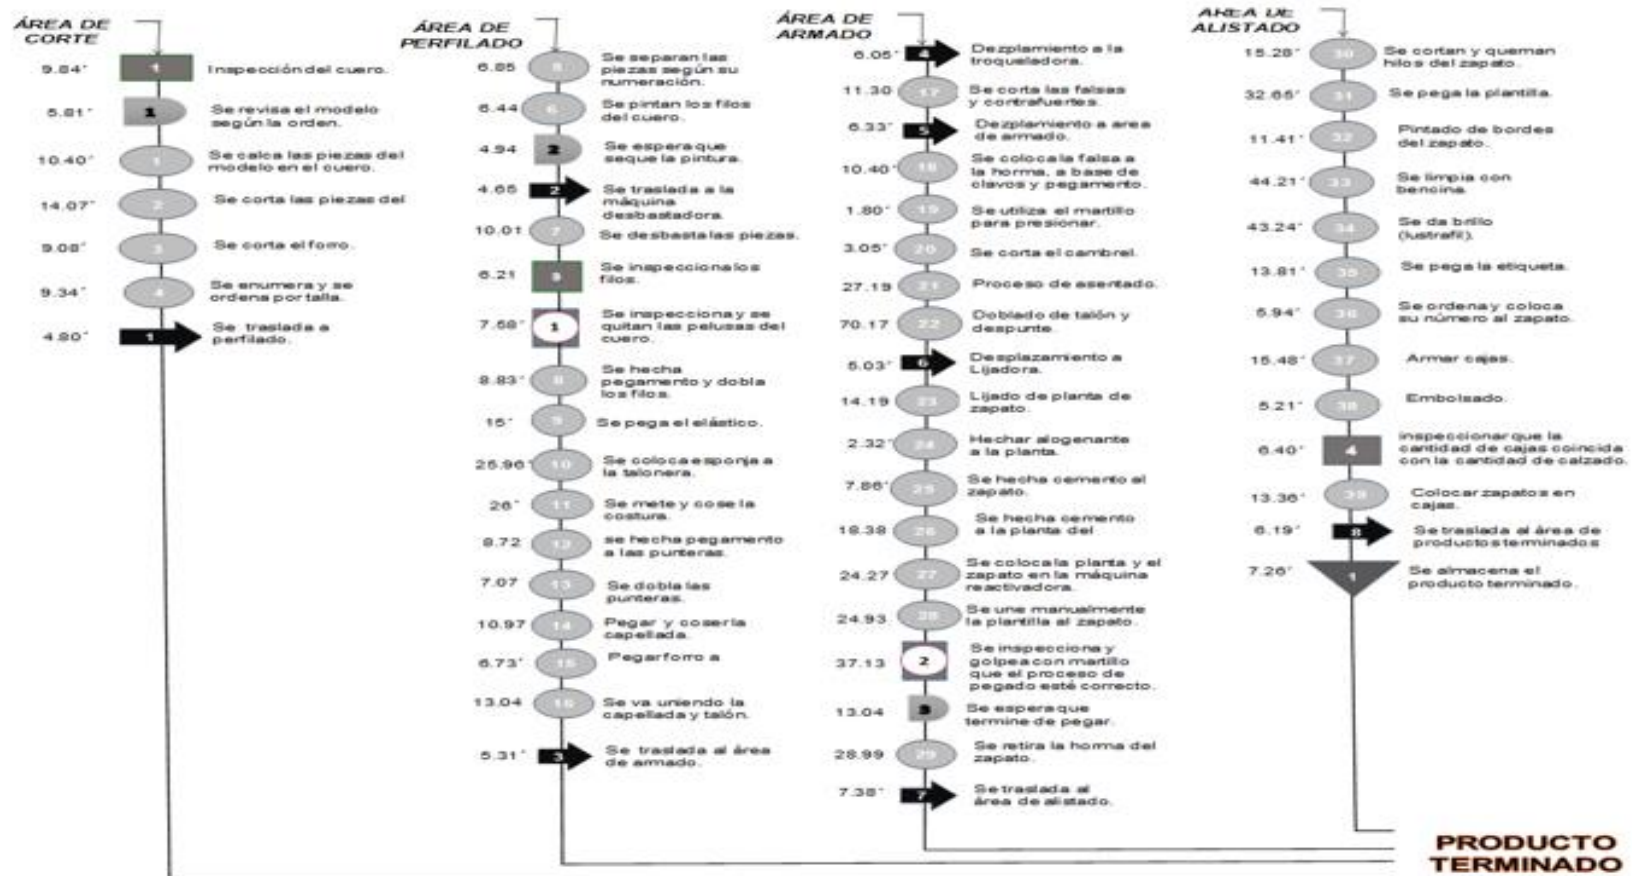 ÁREA DE
CORTE
9.84'
1
Inspección del cuero.
5.81'
1
Se revisa el modelo
según la orden.
10.40'
1
Se calca las piezas del
modelo en el cuero.
14.07'
2
Se corta las piezas del
9.08'
3
Se corta el forro.
9.34'
4
Se enumera y se
ordena por talla.
4.80'
1
Se traslada a
perfilado.
ÁREA DE
PERFILADO
6.85
Se separan las
piezas según su
numeración.
6.44
6
Se pintan los filos
del cuero.
4.94
2
Se espera que
seque la pintura.
4.65
2
Se traslada a la
máquina
desbastadora
10.01
7
Se desbasta las piezas.
6.21
Se inspecciona los
filos.
7.58'
1
Se inspecciona y se
quitan las pelusas del
cuero.
8.83'
8
Se hecha
pegamento y dobla
los filos.
15'
9
Se pega el elástico.
25.96'
10
Se coloca esponja a
la talonera.
26'
11
Se mete y cose la
costura.
8.72
12
se hecha pegamento
a las punteras.
7.07
13
Se dobla las
punteras.
10.97
14
Pegar y coser la
capellada.
6.73'
15
Pegar forro a
13.04
16
Se va uniendo la
capellada y talón.
5.31'
3
Se traslada al área
de armado.
ÁREA DE
ARMADO
6.05'
4
Dezplamiento a la
troqueladora.
11.30
17
Se corta las falsas
y contrafuertes.
6.33'
5
Dezplamiento a area
de armado.
10.40'
18
Se coloca la falsa a
la horma, a base de
clavos y pegamento.
1.80'
19
Se utiliza el martillo
para presionar.
3.05'
20
Se corta el cambrel.
27.19
21
Proceso de asentado.
70.17
22
Doblado de talón y
despunte.
5.03'
6
Desplazamiento a
Lijadora.
14.19
23
Lijado de planta de
zapato.
2.32'
24
Hechar alogenante
a la planta.
7.86'
25
Se hecha cemento al
zapato.
18.38
26
Se hecha cemento
a la planta del
24.27
27
Se coloca la planta y el
zapato en la máquina
reactivadora.
24.93
28
Se une manualmente
la plantilla al zapato.
37.13
2
Se inspecciona y
golpea con martillo
que el proceso de
pegado esté correcto.
13.04
3
Se espera que
termine de pegar.
28.99
29
Se retira la horma del
zapato.
7.38'
7
Se traslada al
área de alistado.
ÁREA DE
ALISTADO
15.28'
30
Se cortan y queman
hilos del zapato.
32.65'
31
Se pega la plantilla.
11.41'
32
Pintado de bordes
del zapato.
44.21'
33
Se limpia con
bencina.
43.24'
34
Se da brillo
(lustrafil).
13.81'
35
Se pega la etiqueta.
5.94'
36
Se ordena y coloca
su número al zapato.
15.48'
37
Armar cajas.
5.21'
38
Embolsado.
6.40'
4
inspeccionar que la
cantidad de cajas coincida
con la cantidad de calzado.
13.36'
39
Colocar zapatos en
cajas.
6.19'
8
Se traslada al área de
productos terminados
7.26'
1
Se almacena el
producto terminado.
PRODUCTO
TERMINADO